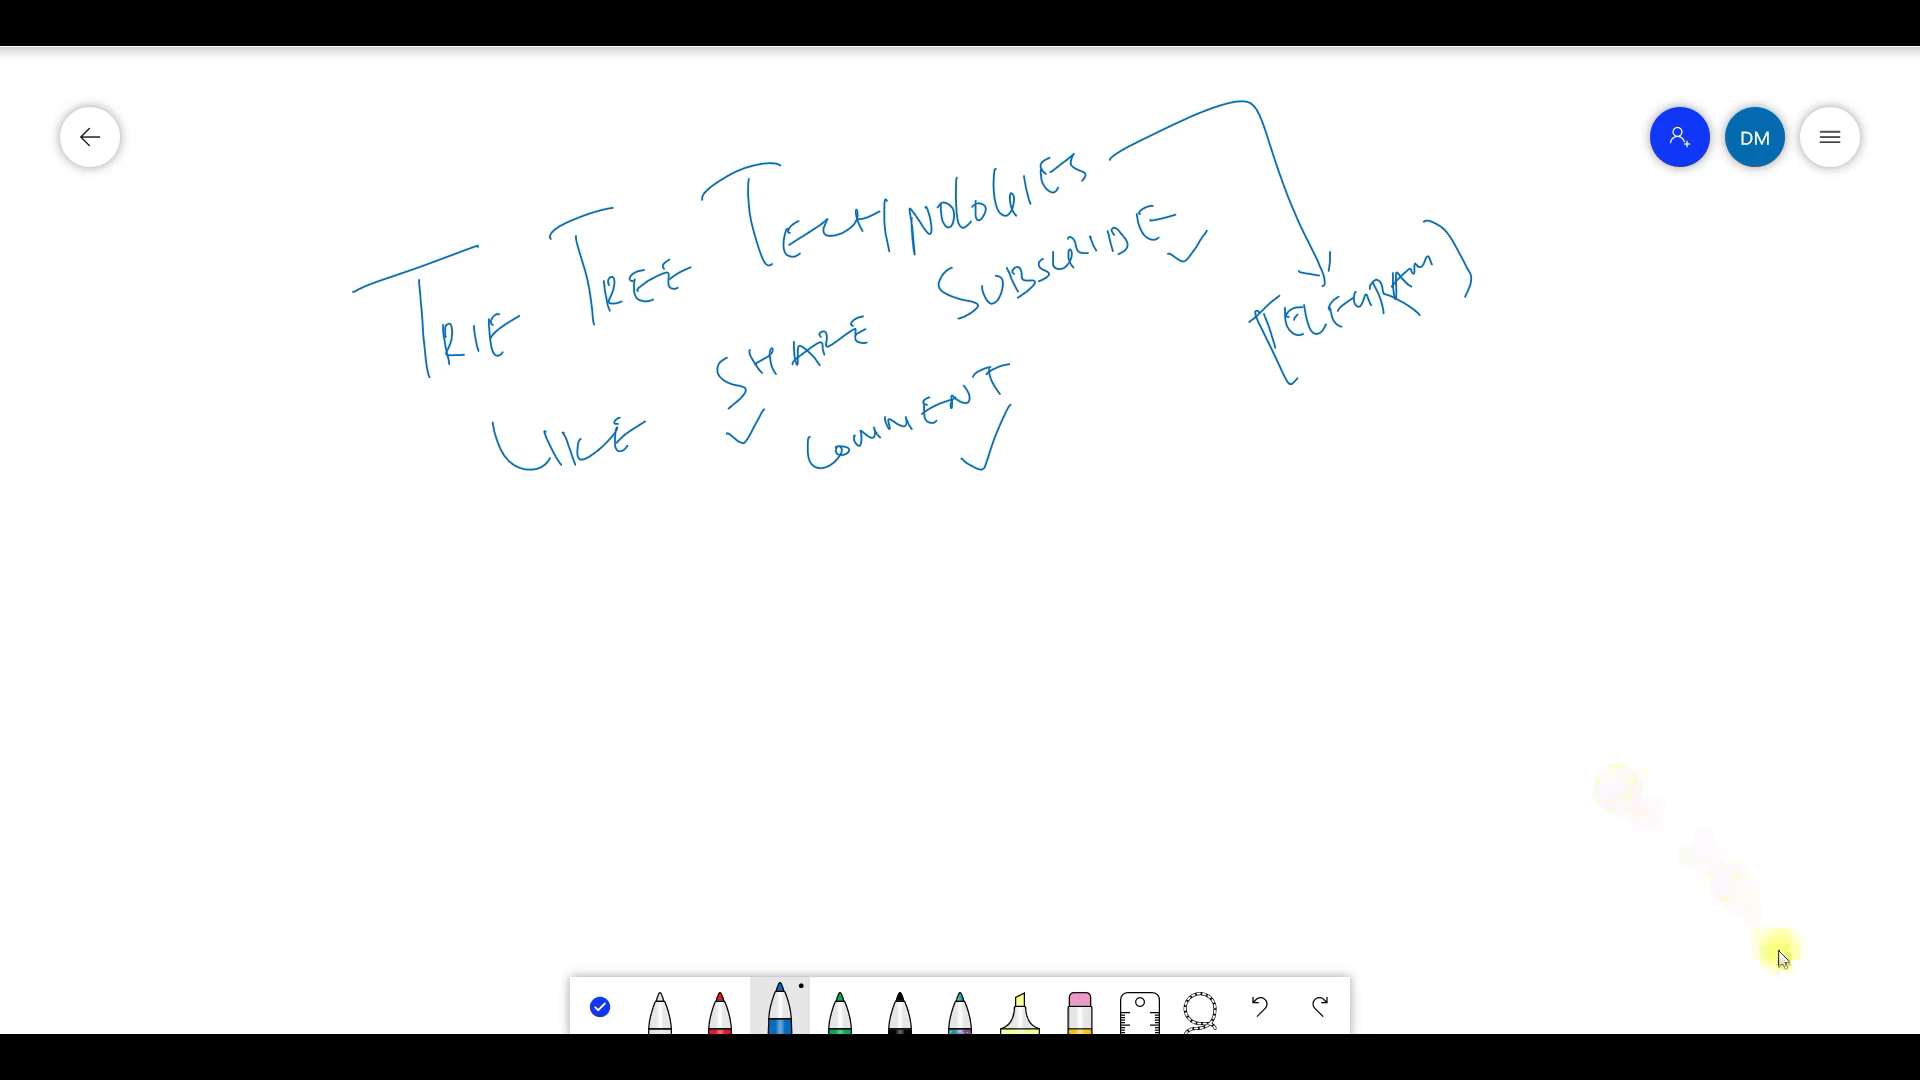 TRIE TREE TECHNOLOGIES
LIKE SHARE SUBSCRIBE
COMMENT
[TELEGRAM)
DM